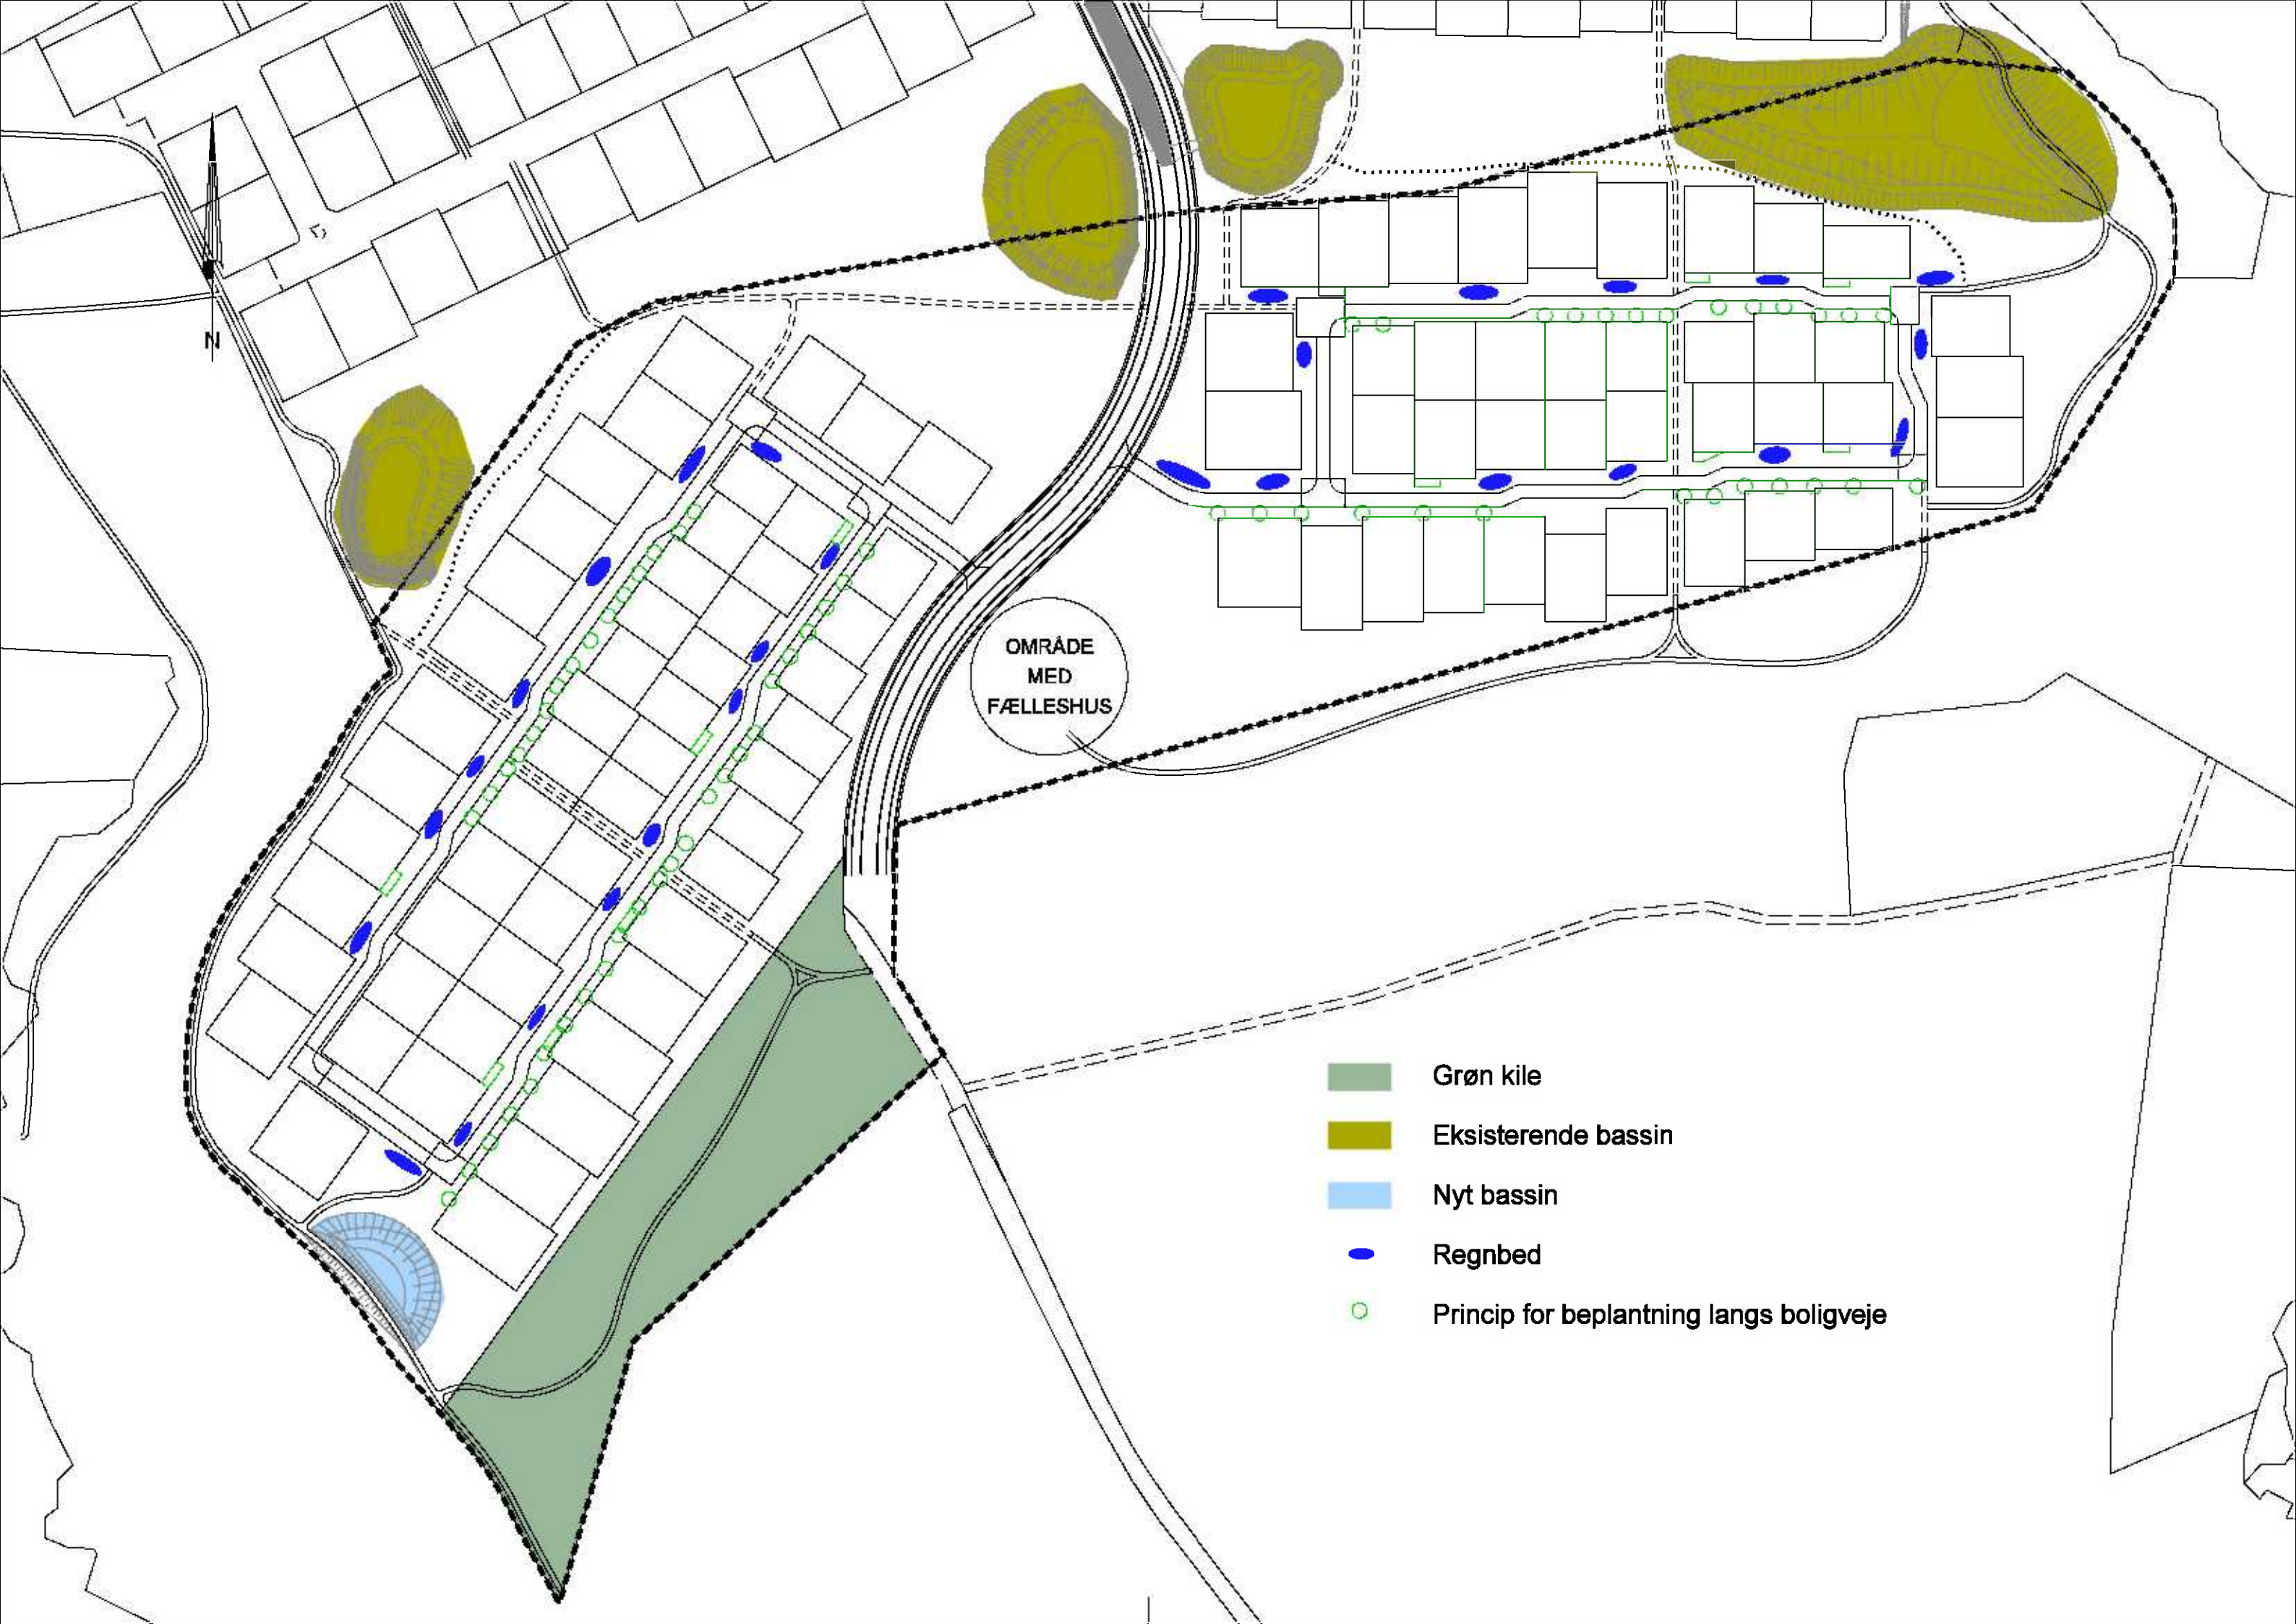 N
OMRÅDE
MED
FÆLLESHUS
Grøn kile
Eksisterende bassin
Nyt bassin
Regnbed
Princip for beplantning langs boligveje